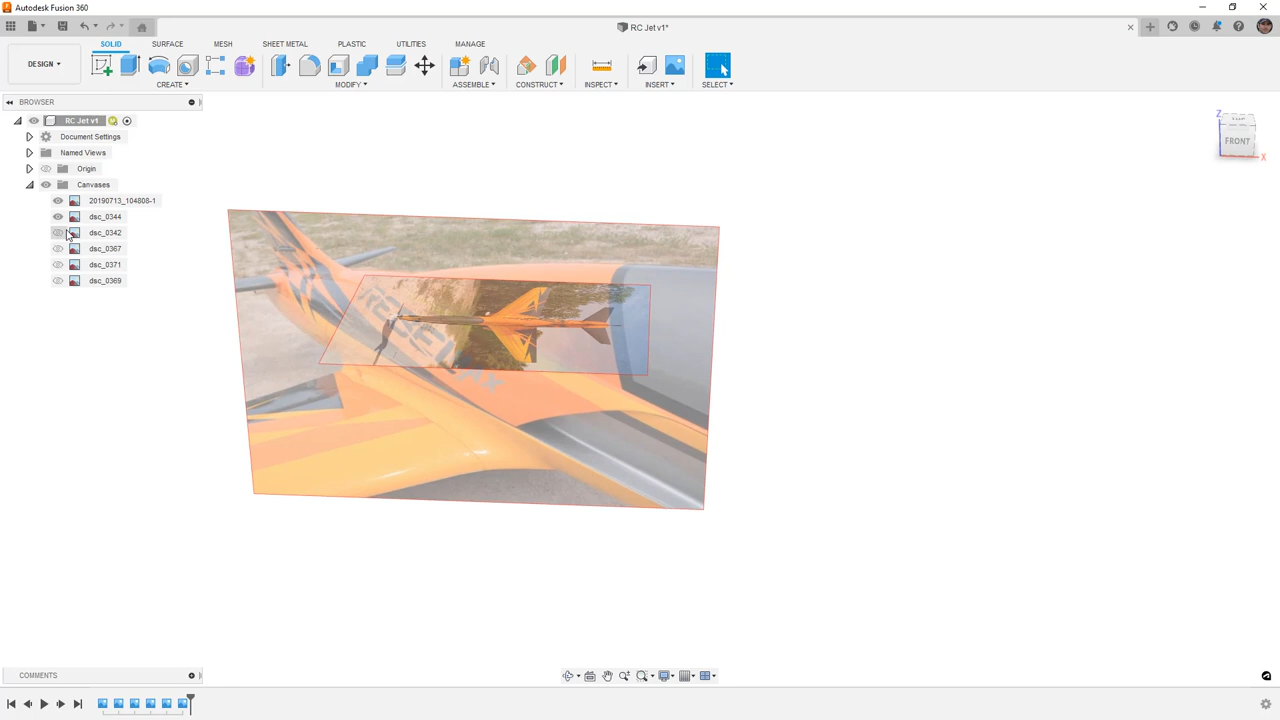 Autodesk Fusion 360
RC Jet v1*
DESIGN
SOLID
SURFACE
MESH
SHEET METAL
PLASTIC
UTILITIES
MANAGE
CREATE
MODIFY
ASSEMBLE
CONSTRUCT
INSPECT
INSERT
SELECT
BROWSER
RC Jet v1
Document Settings
Named Views
Origin
Canvases
20190713_104808-1
dsc_0344
dsc_0342
dsc_0367
dsc_0371
dsc_0369
Z
FRONT
X
REBELMAX
COMMENTS